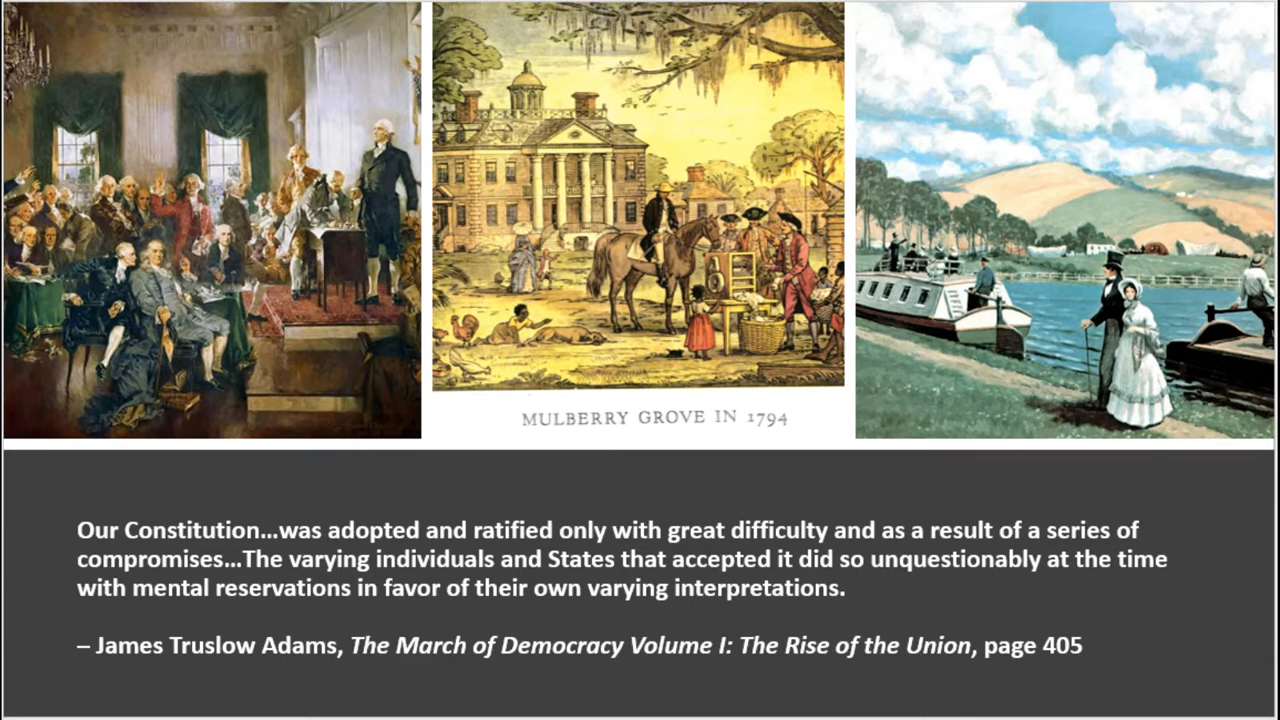 MULBERRY GROVE IN 1794
Our Constitution...was adopted and ratified only with great difficulty and as a result of a series of
compromises...The varying individuals and States that accepted it did so unquestionably at the time
with mental reservations in favor of their own varying interpretations.
– James Truslow Adams, The March of Democracy Volume I: The Rise of the Union, page 405